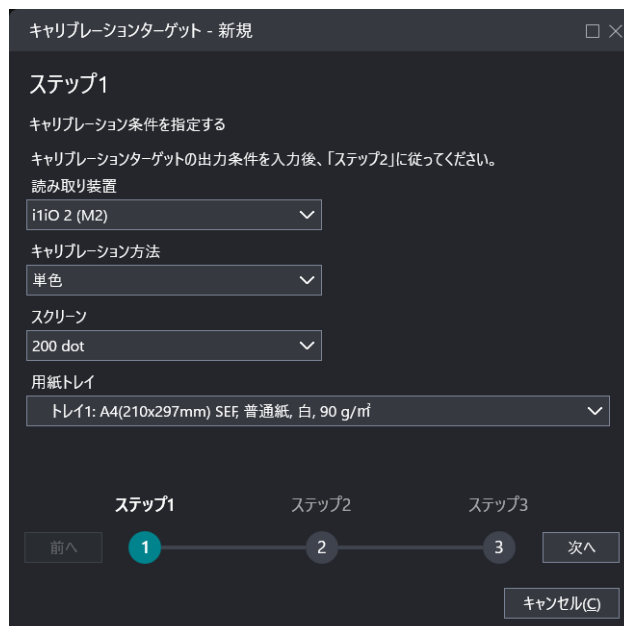 キャリブレーションターゲット - 新規
ステップ1
キャリブレーション条件を指定する
キャリブレーションターゲットの出力条件を入力後、「ステップ2」に従ってください。
読み取り装置
i1iO 2 (M2)
キャリブレーション方法
単色
スクリーン
200 dot
用紙トレイ
トレイ1: A4(210x297mm) SEF, 普通紙, 白, 90 g/㎡
ステップ1 ステップ2 ステップ3
前へ 1 2 3 次へ
キャンセル(C)